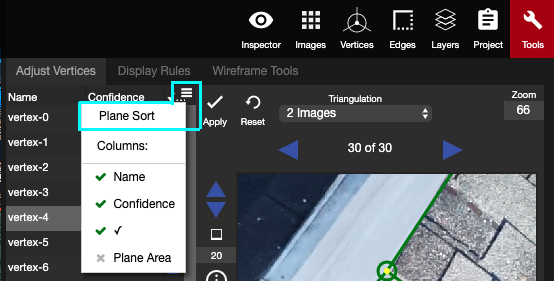 Inspector
Images
Vertices
Edges
Layers
Project
Tools
Adjust Vertices
Display Rules
Wireframe Tools
Name
Confidence
vertex-0
vertex-1
vertex-2
vertex-3
vertex-4
vertex-5
vertex-6
Plane Sort
Columns:
✓ Name
✓ Confidence
✓ √
✖ Plane Area
Apply
Reset
Triangulation
2 Images
Zoom
66
30 of 30
20